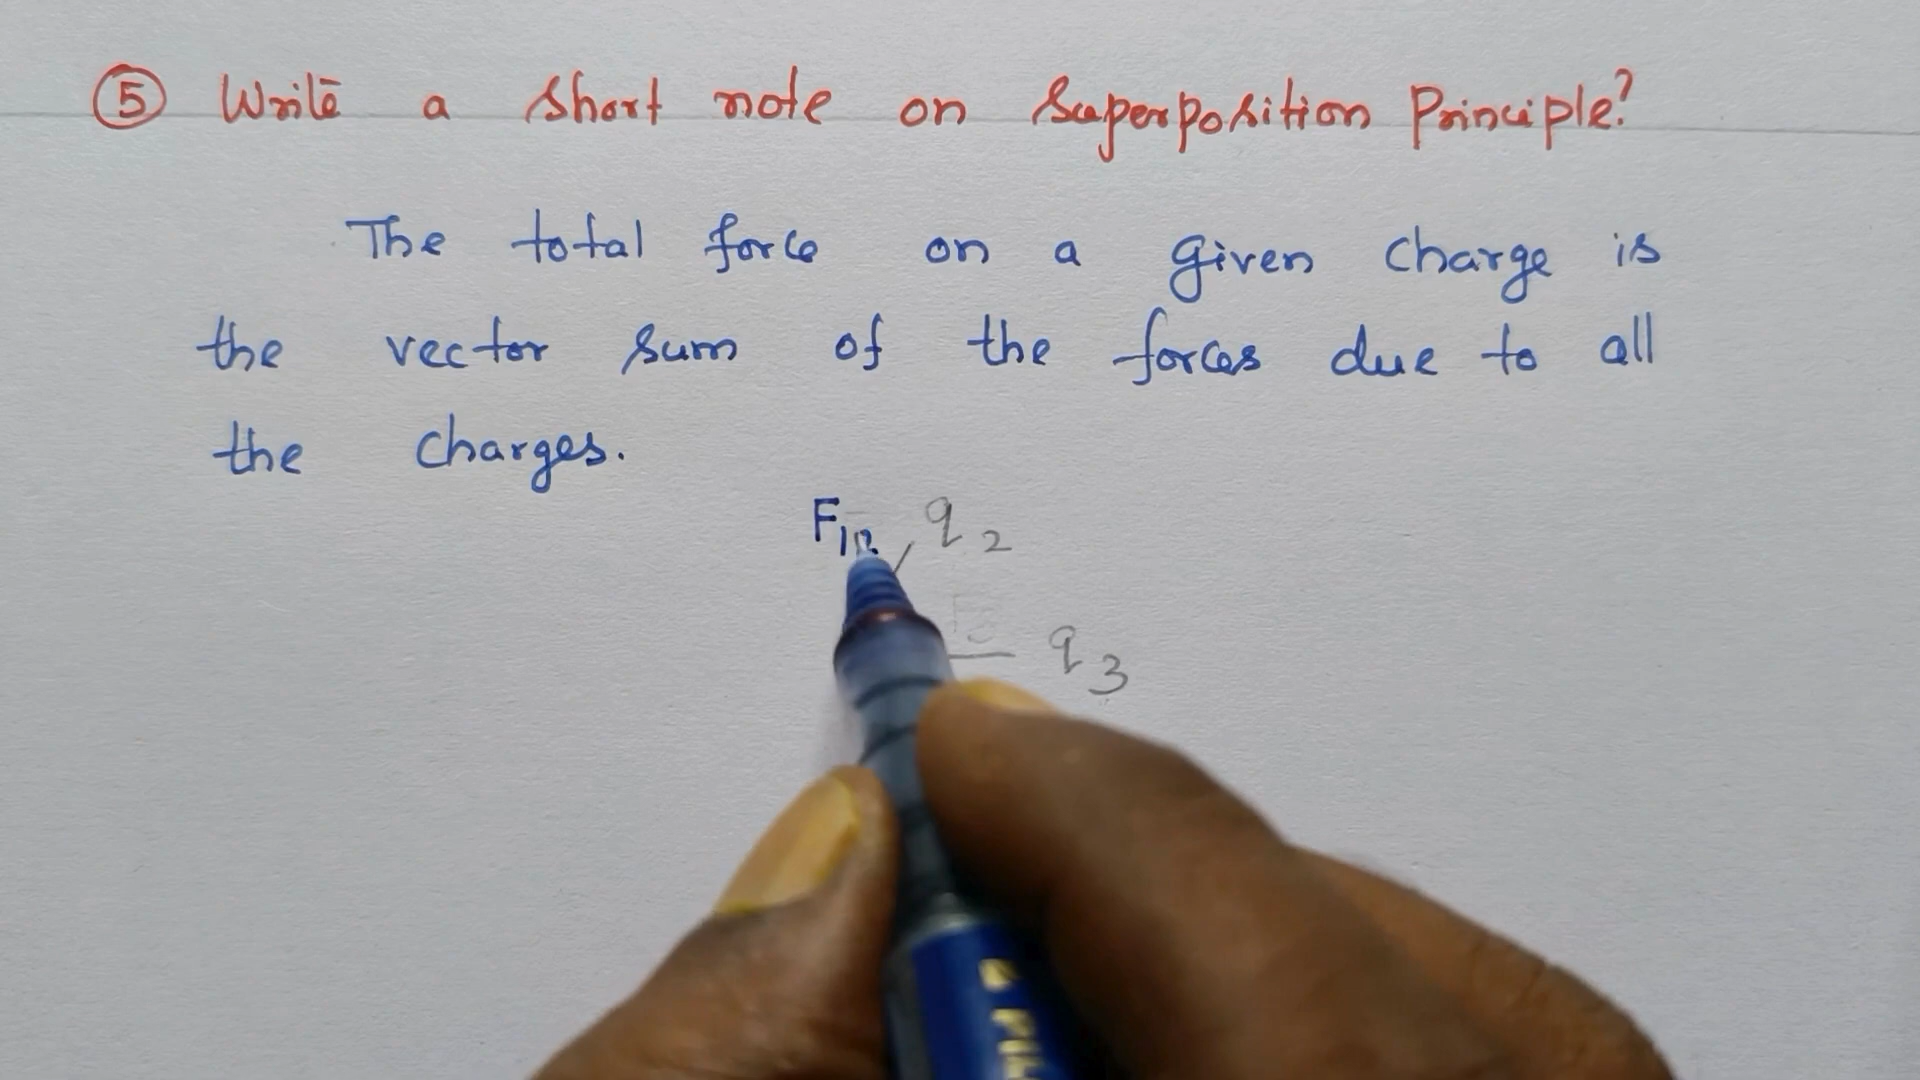 ⑤ Write a short note on Superposition Principle?
The total force on a given charge is
the vector sum of the forces due to all
the charges.
F12 q2
q3